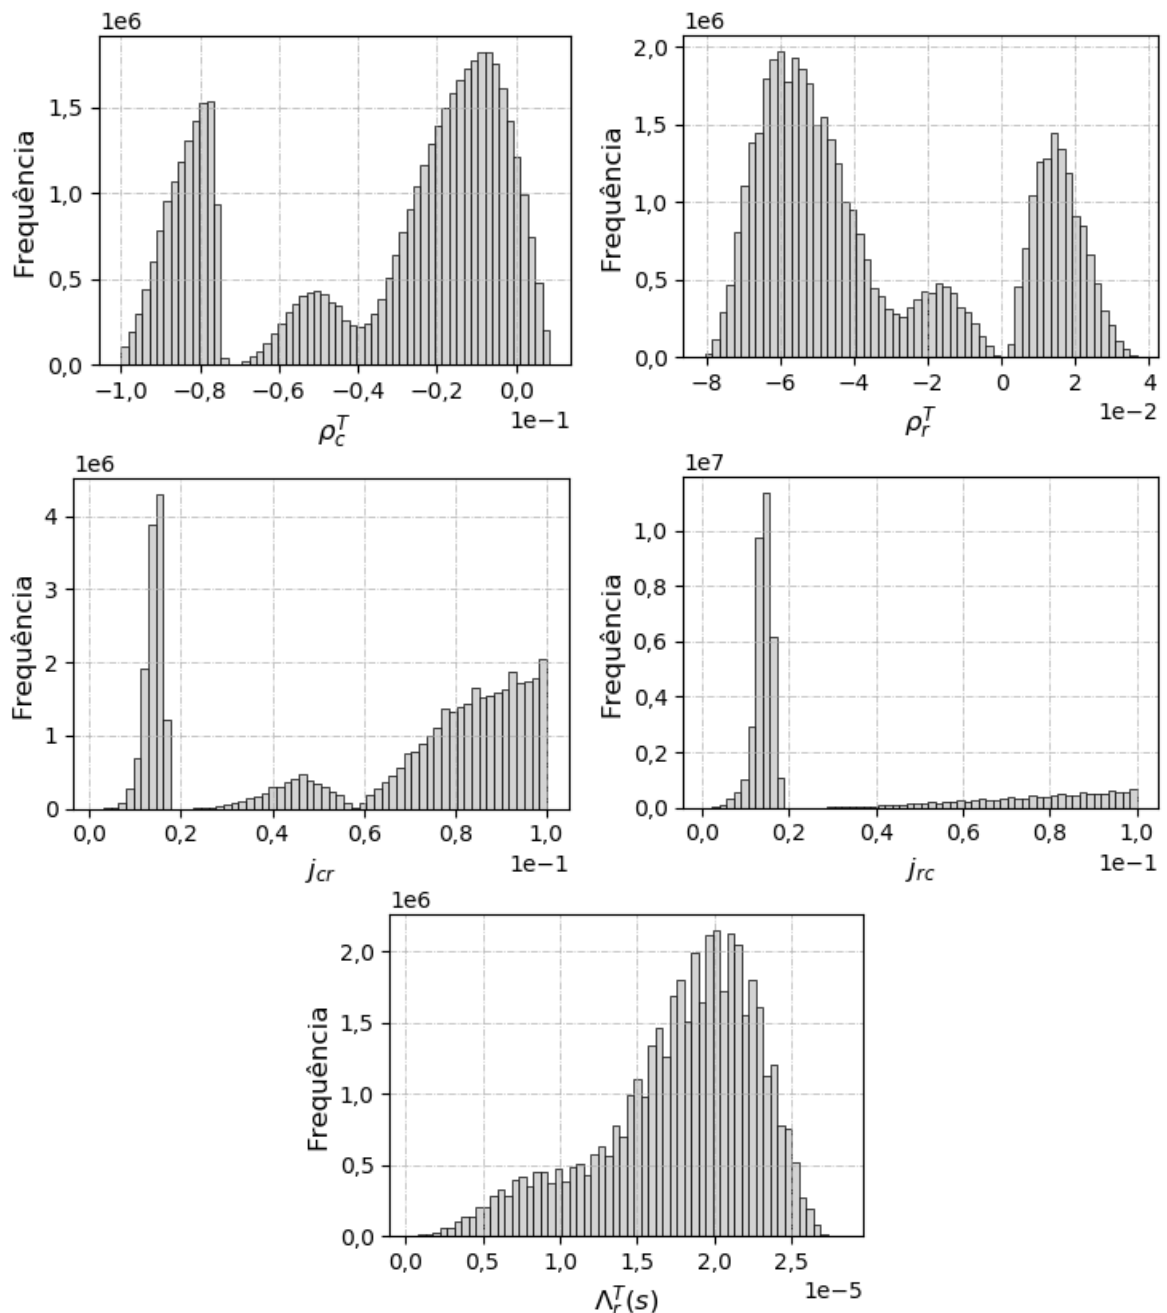 1e6
Frequência
1,5
1,0
0,5
0,0
−1,0 −0,8 −0,6 −0,4 −0,2 0,0
1e−1
ρ_c^T
1e6
Frequência
2,0
1,5
1,0
0,5
0,0
−8 −6 −4 −2 0 2 4
1e−2
ρ_r^T
1e6
Frequência
4
3
2
1
0
0,0 0,2 0,4 0,6 0,8 1,0
1e−1
j_cr
1e7
Frequência
1,0
0,8
0,6
0,4
0,2
0,0
0,0 0,2 0,4 0,6 0,8 1,0
1e−1
j_rc
1e6
Frequência
2,0
1,5
1,0
0,5
0,0
0,0 0,5 1,0 1,5 2,0 2,5
1e−5
Λ_r^T(s)